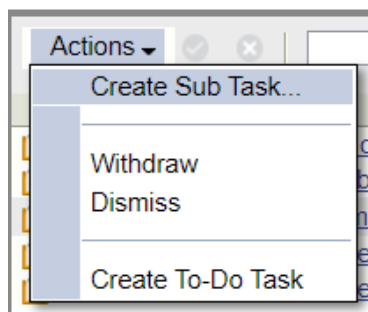 Actions
Create Sub Task...
Withdraw
Dismiss
Create To-Do Task